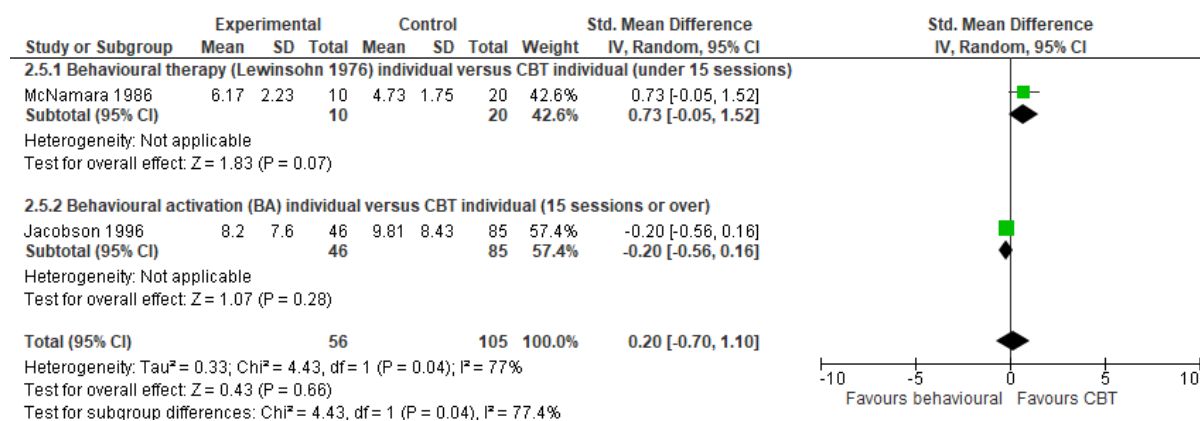 Experimental Control Std. Mean Difference Std. Mean Difference
Study or Subgroup Mean SD Total Mean SD Total Weight IV, Random, 95% CI IV, Random, 95% CI
2.5.1 Behavioural therapy (Lewinsohn 1976) individual versus CBT individual (under 15 sessions)
McNamara 1986 6.17 2.23 10 4.73 1.75 20 42.6% 0.73 [-0.05, 1.52]
Subtotal (95% CI) 10 20 42.6% 0.73 [-0.05, 1.52]
Heterogeneity: Not applicable
Test for overall effect: Z = 1.83 (P = 0.07)
2.5.2 Behavioural activation (BA) individual versus CBT individual (15 sessions or over)
Jacobson 1996 8.2 7.6 46 9.81 8.43 85 57.4% -0.20 [-0.56, 0.16]
Subtotal (95% CI) 46 85 57.4% -0.20 [-0.56, 0.16]
Heterogeneity: Not applicable
Test for overall effect: Z = 1.07 (P = 0.28)
Total (95% CI) 56 105 100.0% 0.20 [-0.70, 1.10]
Heterogeneity: Tau² = 0.33; Chi² = 4.43, df = 1 (P = 0.04); I² = 77%
Test for overall effect: Z = 0.43 (P = 0.66)
Test for subgroup differences: Chi² = 4.43, df = 1 (P = 0.04), I² = 77.4%
-10 -5 0 5 10
Favours behavioural Favours CBT